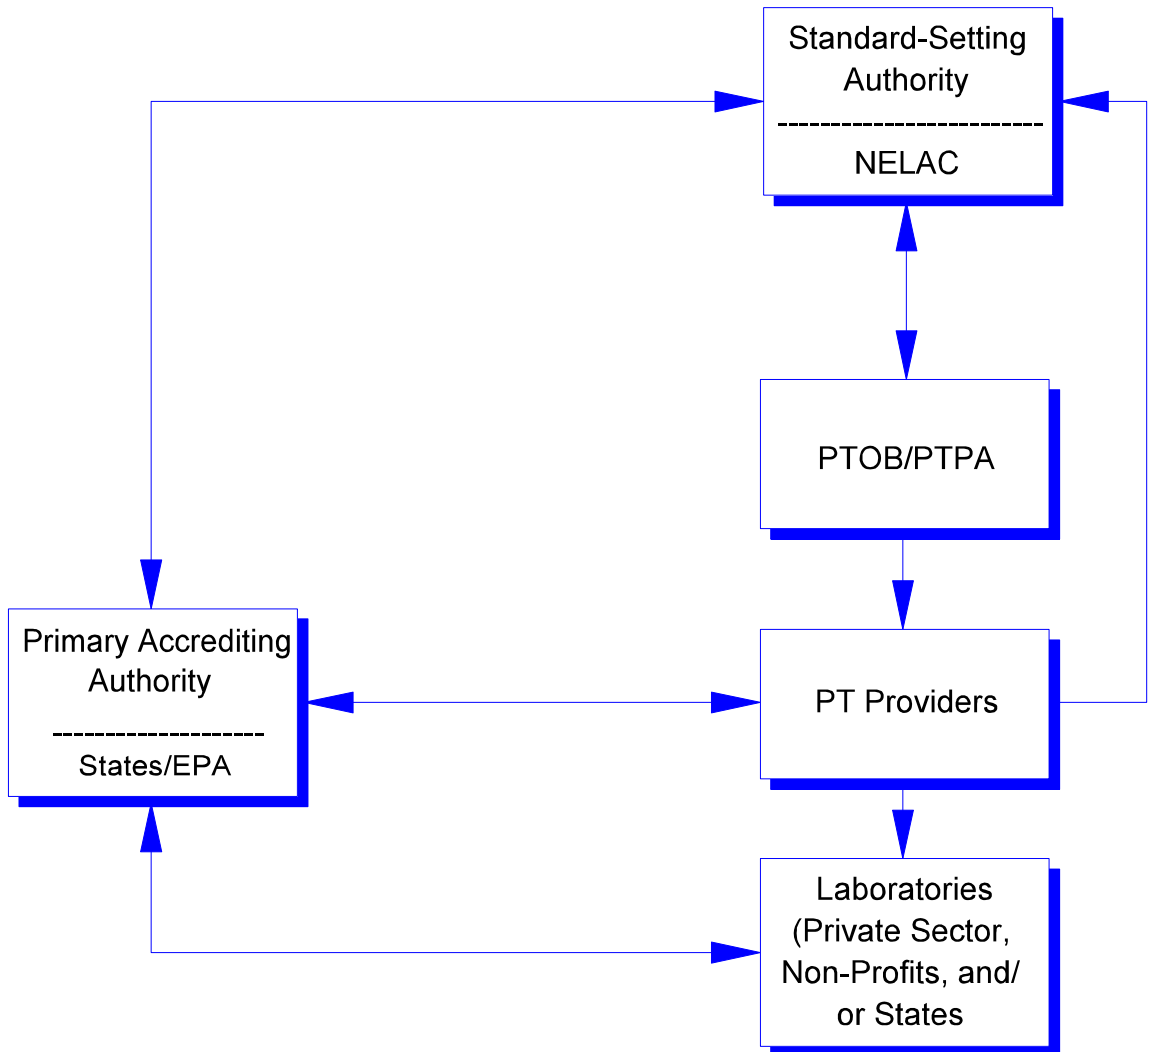 Standard-Setting
Authority
-------------------------
NELAC
PTOB/PTPA
Primary Accrediting
Authority
--------------------
States/EPA
PT Providers
Laboratories
(Private Sector,
Non-Profits, and/
or States